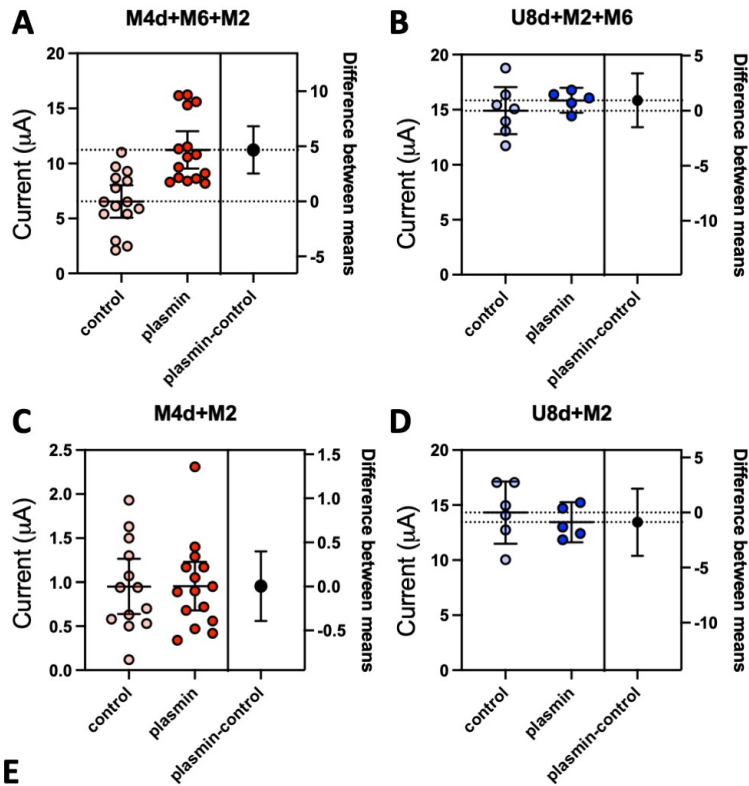 A
M4d+M6+M2
20
15
10
5
0
Current (μA)
10
5
0
-5
Difference between means
control
plasmin
plasmin-control
B
U8d+M2+M6
20
15
10
5
0
Current (μA)
5
0
-5
-10
Difference between means
control
plasmin
plasmin-control
C
M4d+M2
2.5
2.0
1.5
1.0
0.5
0.0
Current (μA)
1.5
1.0
0.5
0.0
-0.5
Difference between means
control
plasmin
plasmin-control
D
U8d+M2
20
15
10
5
0
Current (μA)
5
0
-5
-10
Difference between means
control
plasmin
plasmin-control
E